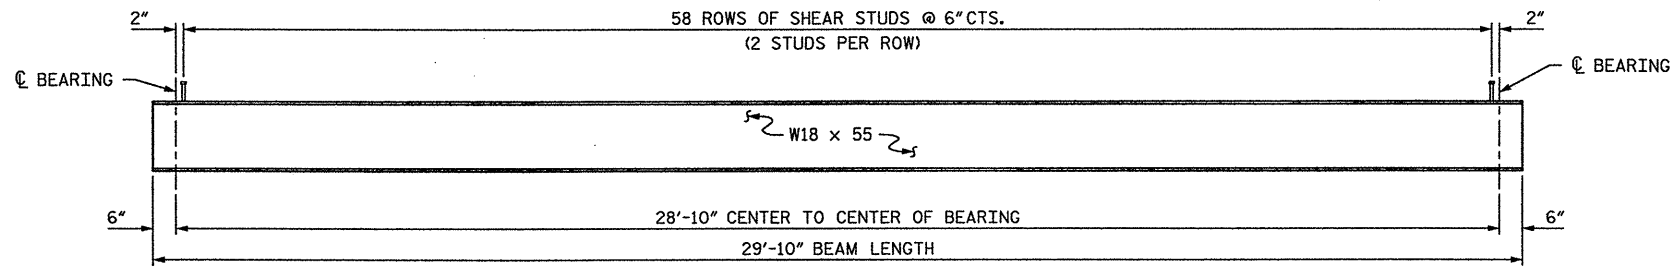 2" 58 ROWS OF SHEAR STUDS @ 6" CTS. 2"
(2 STUDS PER ROW)
℄ BEARING ℄ BEARING
W18 × 55
6" 28'-10" CENTER TO CENTER OF BEARING 6"
29'-10" BEAM LENGTH